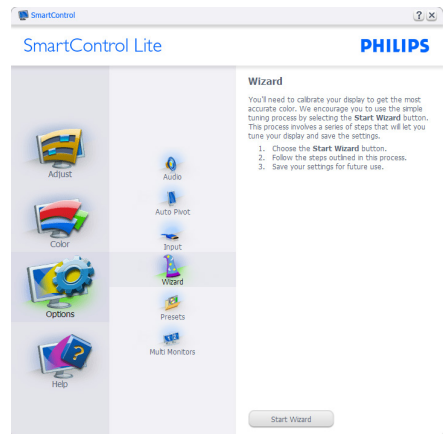 SmartControl
SmartControl Lite
PHILIPS
Adjust
Color
Options
Help
Audio
Auto Pivot
Input
Wizard
Presets
Multi Monitors
Wizard
You'll need to calibrate your display to get the most
accurate color. We encourage you to use the simple
tuning process by selecting the Start Wizard button.
This process involves a series of steps that will let you
tune your display and save the settings.
1. Choose the Start Wizard button.
2. Follow the steps outlined in this process.
3. Save your settings for future use.
Start Wizard